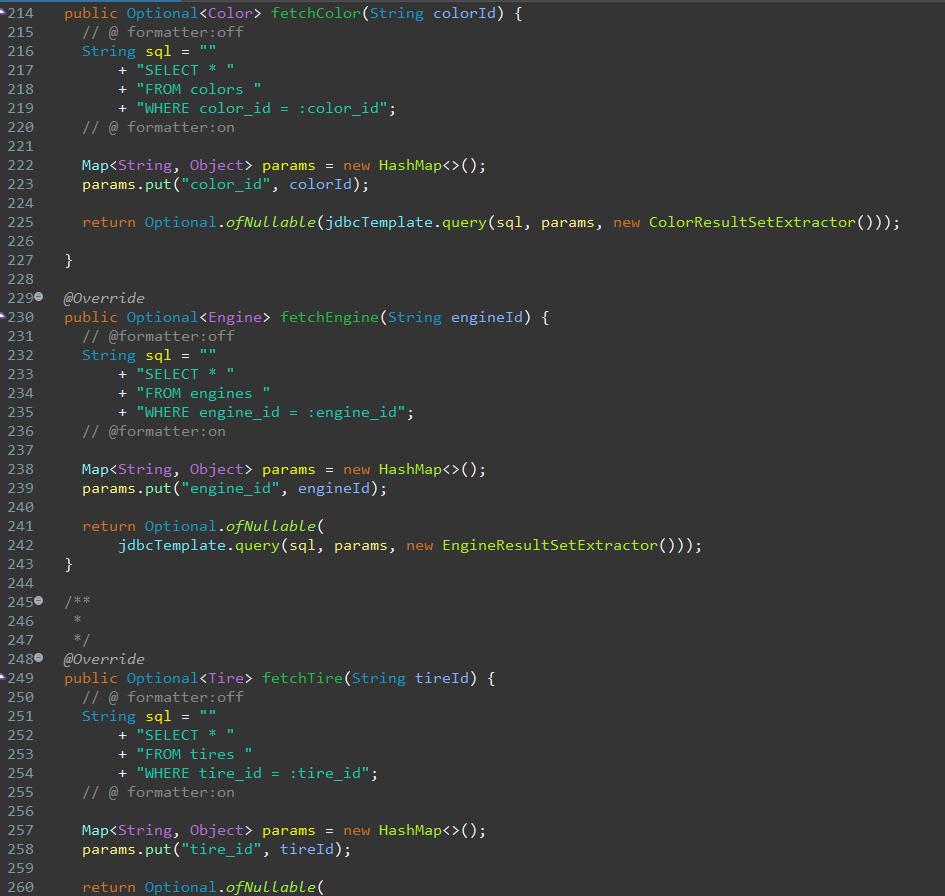 214 public Optional<Color> fetchColor(String colorId) {
215 // @ formatter:off
216 String sql = ""
217 + "SELECT * "
218 + "FROM colors "
219 + "WHERE color_id = :color_id";
220 // @ formatter:on
221
222 Map<String, Object> params = new HashMap<>();
223 params.put("color_id", colorId);
224
225 return Optional.ofNullable(jdbcTemplate.query(sql, params, new ColorResultSetExtractor()));
226
227 }
228
229 @Override
230 public Optional<Engine> fetchEngine(String engineId) {
231 // @formatter:off
232 String sql = ""
233 + "SELECT * "
234 + "FROM engines "
235 + "WHERE engine_id = :engine_id";
236 // @formatter:on
237
238 Map<String, Object> params = new HashMap<>();
239 params.put("engine_id", engineId);
240
241 return Optional.ofNullable(
242 jdbcTemplate.query(sql, params, new EngineResultSetExtractor()));
243 }
244
245 /**
246 *
247 */
248 @Override
249 public Optional<Tire> fetchTire(String tireId) {
250 // @ formatter:off
251 String sql = ""
252 + "SELECT * "
253 + "FROM tires "
254 + "WHERE tire_id = :tire_id";
255 // @ formatter:on
256
257 Map<String, Object> params = new HashMap<>();
258 params.put("tire_id", tireId);
259
260 return Optional.ofNullable(